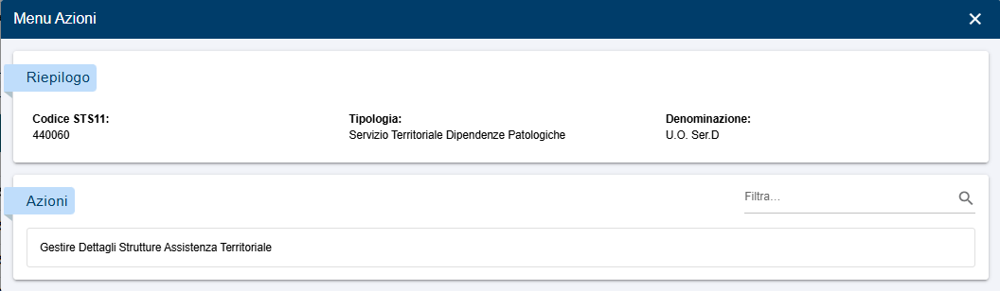 Menu Azioni
Riepilogo
Codice STS11: Tipologia: Denominazione:
440060 Servizio Territoriale Dipendenze Patologiche U.O. Ser.D
Azioni
Filtra...
Gestire Dettagli Strutture Assistenza Territoriale